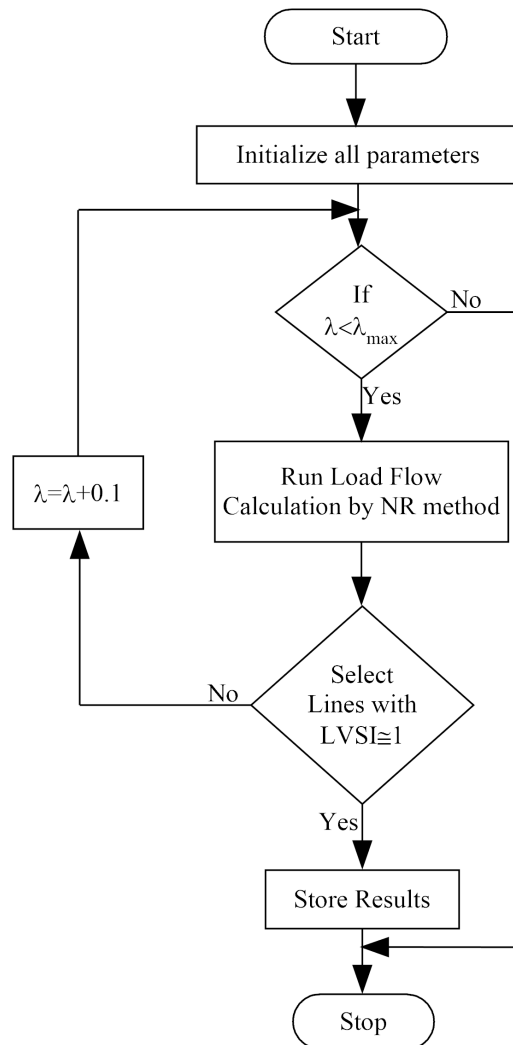 Start
Initialize all parameters
If
λ<λmax
No
Yes
Run Load Flow
Calculation by NR method
λ=λ+0.1
Select
Lines with
LVSI≅1
No
Yes
Store Results
Stop